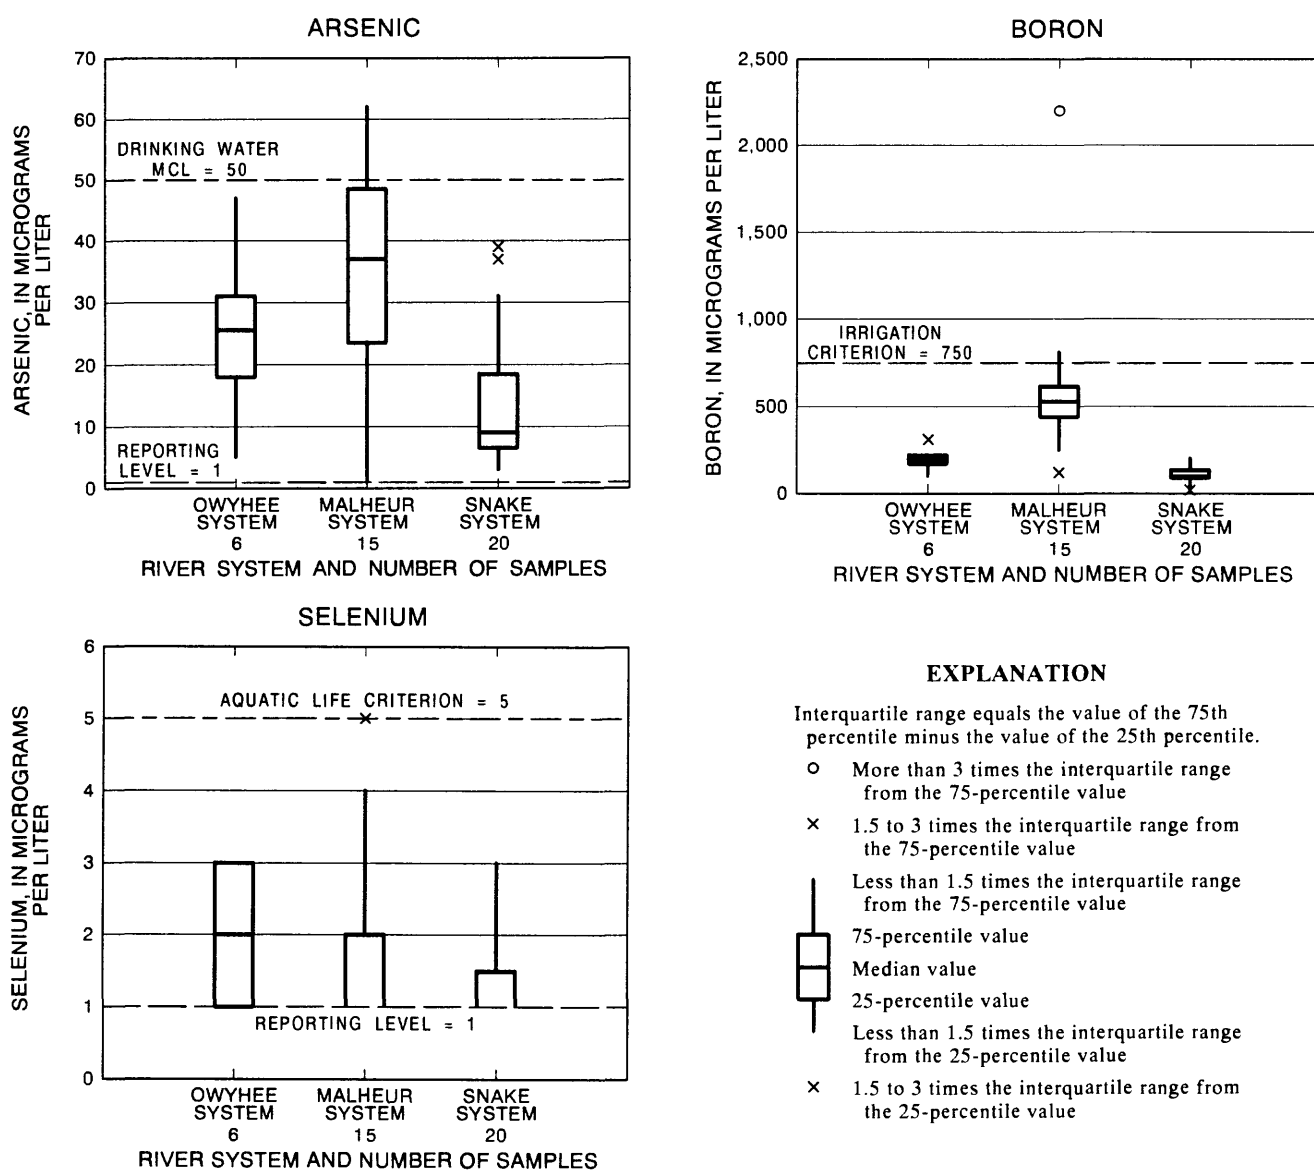 ARSENIC
70
60
50
40
30
20
10
0
ARSENIC, IN MICROGRAMS
PER LITER
DRINKING WATER
MCL = 50
REPORTING
LEVEL = 1
OWYHEE
SYSTEM
6
MALHEUR
SYSTEM
15
SNAKE
SYSTEM
20
RIVER SYSTEM AND NUMBER OF SAMPLES
BORON
2,500
2,000
1,500
1,000
500
0
BORON, IN MICROGRAMS PER LITER
IRRIGATION
CRITERION = 750
OWYHEE
SYSTEM
6
MALHEUR
SYSTEM
15
SNAKE
SYSTEM
20
RIVER SYSTEM AND NUMBER OF SAMPLES
SELENIUM
6
5
4
3
2
1
0
SELENIUM, IN MICROGRAMS
PER LITER
AQUATIC LIFE CRITERION = 5
REPORTING LEVEL = 1
OWYHEE
SYSTEM
6
MALHEUR
SYSTEM
15
SNAKE
SYSTEM
20
RIVER SYSTEM AND NUMBER OF SAMPLES
EXPLANATION
Interquartile range equals the value of the 75th
percentile minus the value of the 25th percentile.
More than 3 times the interquartile range
from the 75-percentile value
1.5 to 3 times the interquartile range from
the 75-percentile value
Less than 1.5 times the interquartile range
from the 75-percentile value
75-percentile value
Median value
25-percentile value
Less than 1.5 times the interquartile range
from the 25-percentile value
1.5 to 3 times the interquartile range from
the 25-percentile value